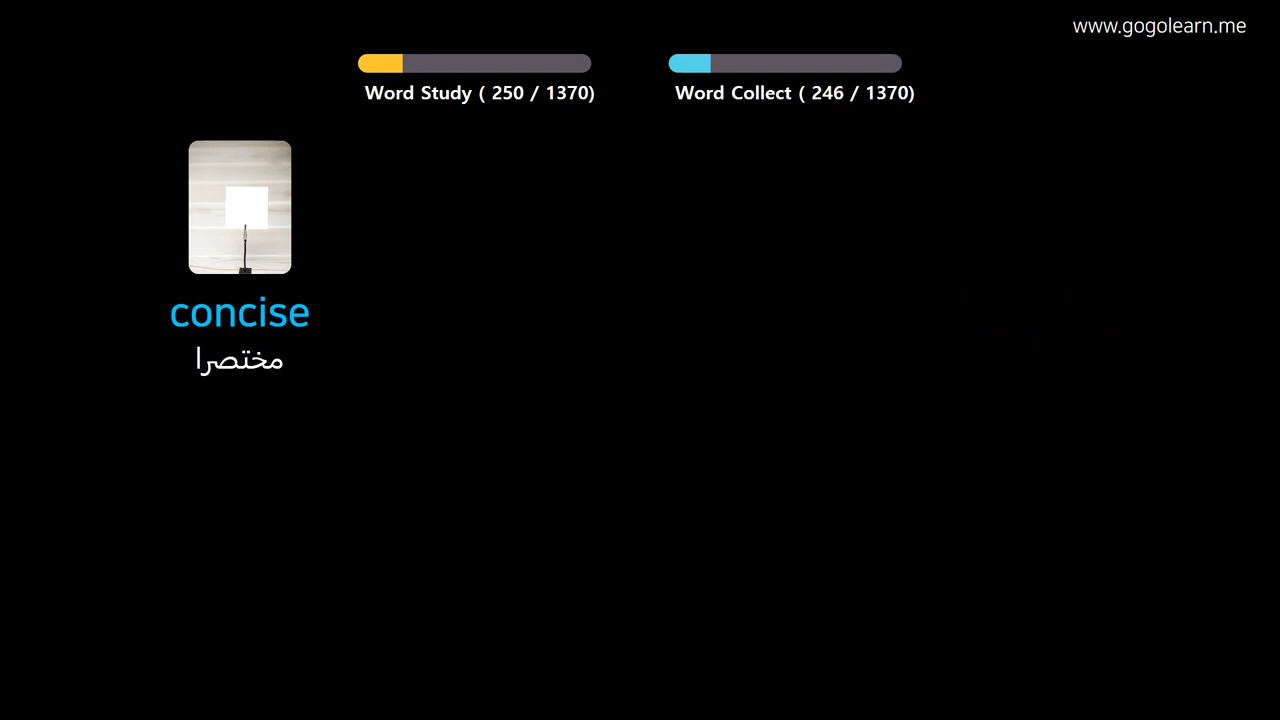 www.gogolearn.me
Word Study ( 250 / 1370)
Word Collect ( 246 / 1370)
concise
مختصرا